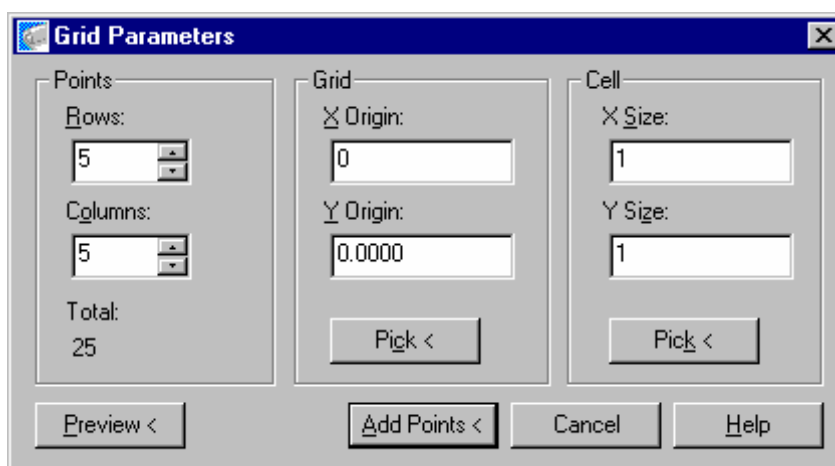 Grid Parameters
Points
Rows:
5
Columns:
5
Total:
25
Grid
X Origin:
0
Y Origin:
0.0000
Pick <
Cell
X Size:
1
Y Size:
1
Pick <
Preview <
Add Points <
Cancel
Help